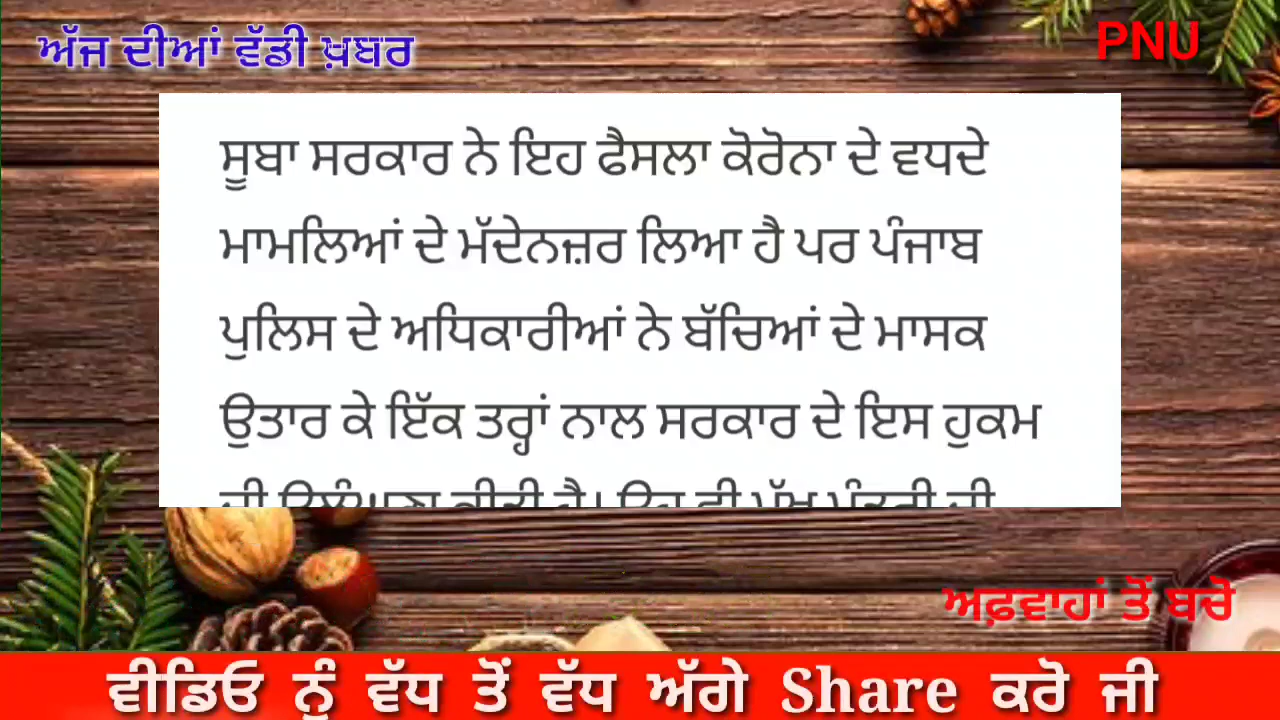 ਅੱਜ ਦੀਆਂ ਵੱਡੀ ਖ਼ਬਰ
PNU
ਸੂਬਾ ਸਰਕਾਰ ਨੇ ਇਹ ਫੈਸਲਾ ਕੋਰੋਨਾ ਦੇ ਵਧਦੇ
ਮਾਮਲਿਆਂ ਦੇ ਮੱਦੇਨਜ਼ਰ ਲਿਆ ਹੈ ਪਰ ਪੰਜਾਬ
ਪੁਲਿਸ ਦੇ ਅਧਿਕਾਰੀਆਂ ਨੇ ਬੱਚਿਆਂ ਦੇ ਮਾਸਕ
ਉਤਾਰ ਕੇ ਇੱਕ ਤਰ੍ਹਾਂ ਨਾਲ ਸਰਕਾਰ ਦੇ ਇਸ ਹੁਕਮ
ਅਫ਼ਵਾਹਾਂ ਤੋਂ ਬਚੋ
ਵੀਡਿਓ ਨੂੰ ਵੱਧ ਤੋਂ ਵੱਧ ਅੱਗੇ Share ਕਰੋ ਜੀ